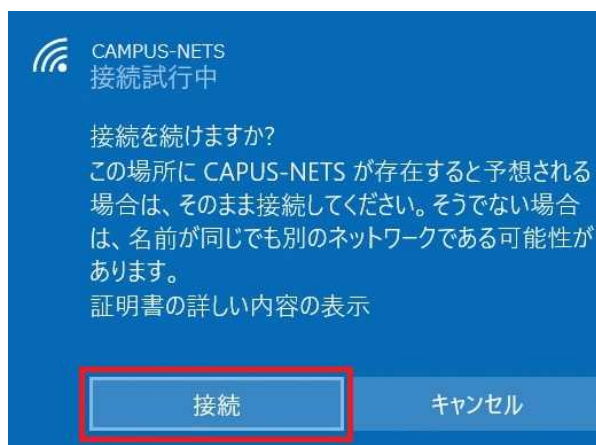 CAMPUS-NETS
接続試行中
接続を続けますか?
この場所に CAPUS-NETS が存在すると予想される
場合は、そのまま接続してください。そうでない場合
は、名前が同じでも別のネットワークである可能性が
あります。
証明書の詳しい内容の表示
接続 キャンセル